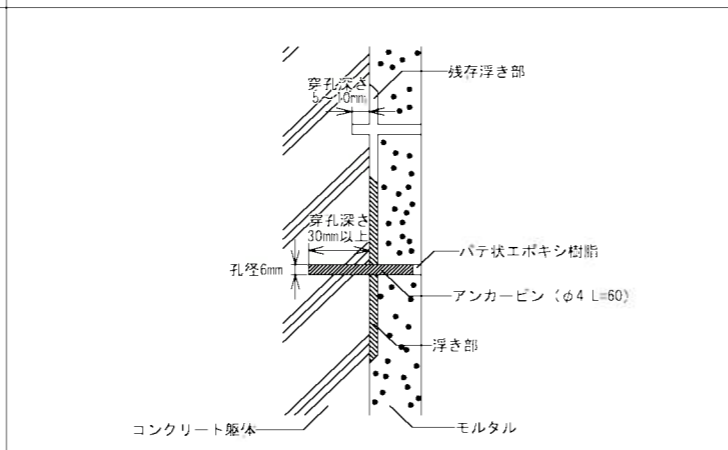 残存浮き部
穿孔深さ
5～10mm
穿孔深さ
30mm以上
孔径6mm
パテ状エポキシ樹脂
アンカーピン（φ4 L=60）
浮き部
コンクリート躯体
モルタル